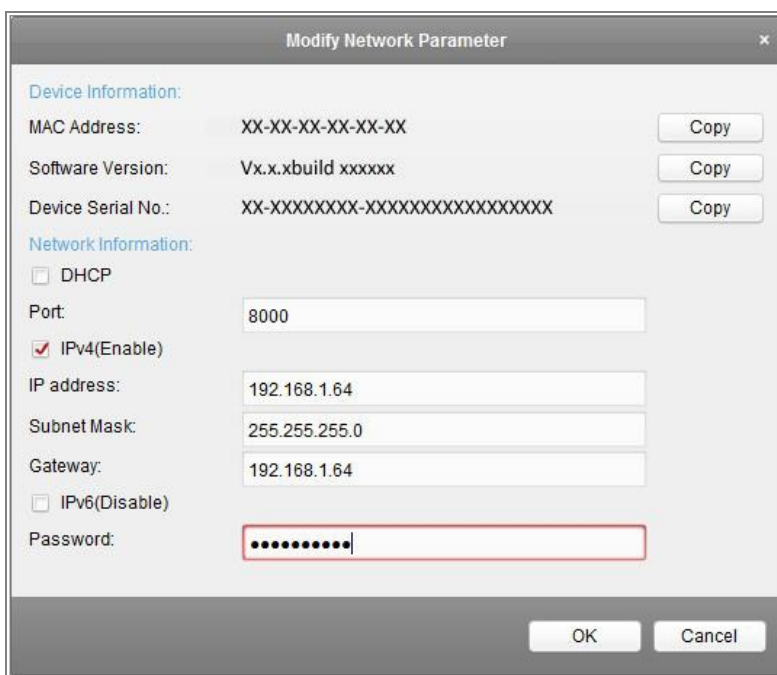 Modify Network Parameter ×
Device Information:
MAC Address: XX-XX-XX-XX-XX-XX Copy
Software Version: Vx.x.xbuild xxxxxx Copy
Device Serial No.: XX-XXXXXXXX-XXXXXXXXXXXXXXXXX Copy
Network Information:
DHCP
Port: 8000
IPv4(Enable)
IP address: 192.168.1.64
Subnet Mask: 255.255.255.0
Gateway: 192.168.1.64
IPv6(Disable)
Password: ●●●●●●●●●●
OK Cancel